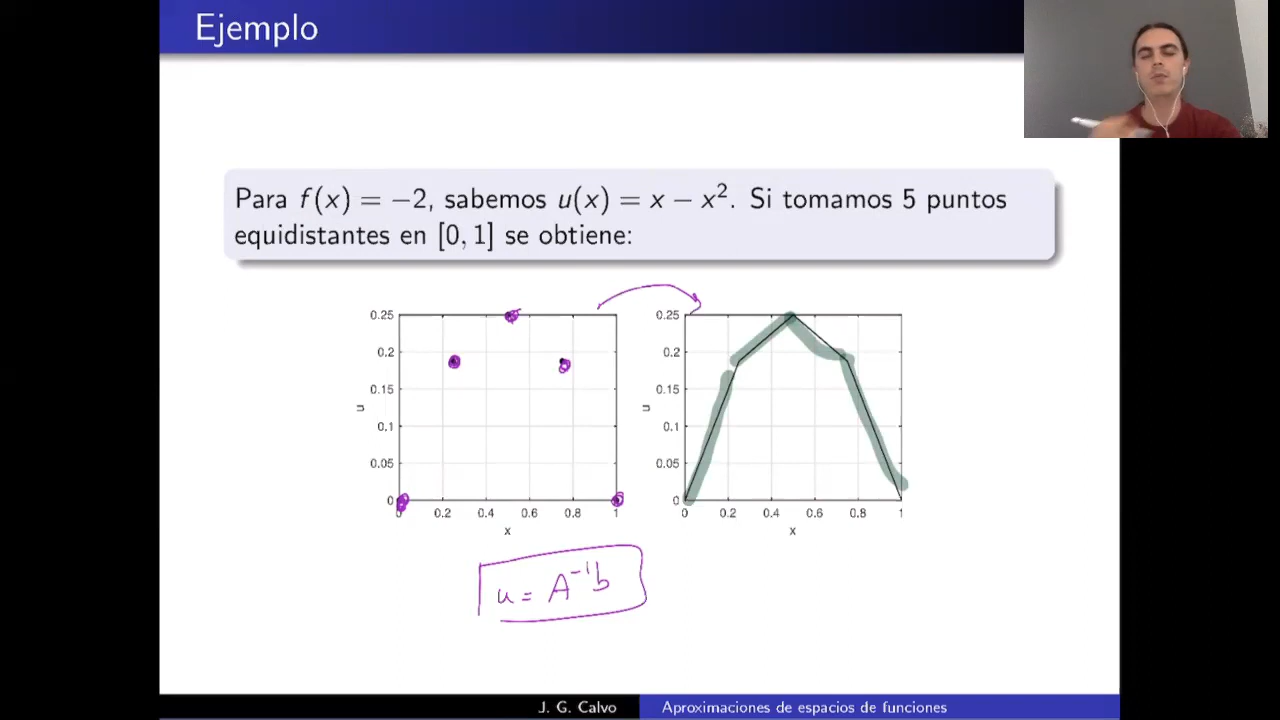 Ejemplo
Para f(x) = −2, sabemos u(x) = x − x². Si tomamos 5 puntos
equidistantes en [0, 1] se obtiene:
0.25
0.2
0.15
0.1
0.05
0
u
0 0.2 0.4 0.6 0.8 1
x
0.25
0.2
0.15
0.1
0.05
0
u
0 0.2 0.4 0.6 0.8 1
x
u = A⁻¹b
J. G. Calvo
Aproximaciones de espacios de funciones